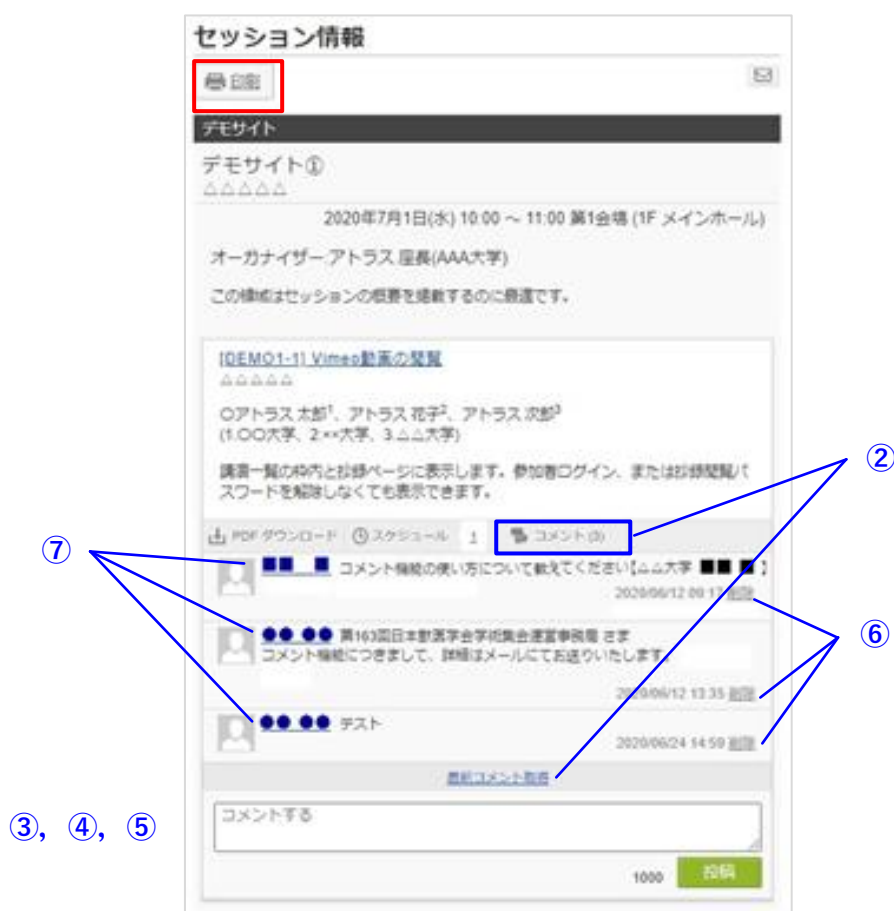 セッション情報
印刷
デモサイト
デモサイト①
△△△△△
2020年7月1日(水) 10:00 ～ 11:00 第1会場 (1F メインホール)
オーガナイザー:アトラス 座長(AAA大学)
この領域はセッションの概要を掲載するのに最適です。
[DEMO1-1] Vimeo動画の閲覧
△△△△△
○アトラス 太郎1、アトラス 花子2、アトラス 次郎3
(1.○○大学、2.××大学、3.△△大学)
②
講演一覧の枠内と抄録ページに表示します。参加者ログイン、または抄録閲覧パ
スワードを解除しなくても表示できます。
PDF ダウンロード スケジュール 1 コメント (3)
⑦
コメント機能の使い方について教えてください【△△大学 】
2020/06/12 09:17 削除
⑥
第163回日本獣医学会学術集会運営事務局 さま
コメント機能につきまして、詳細はメールにてお送りいたします。
2020/06/12 13:35 削除
テスト
2020/06/24 14:59 削除
最新コメント取得
③, ④, ⑤
コメントする
1000 投稿